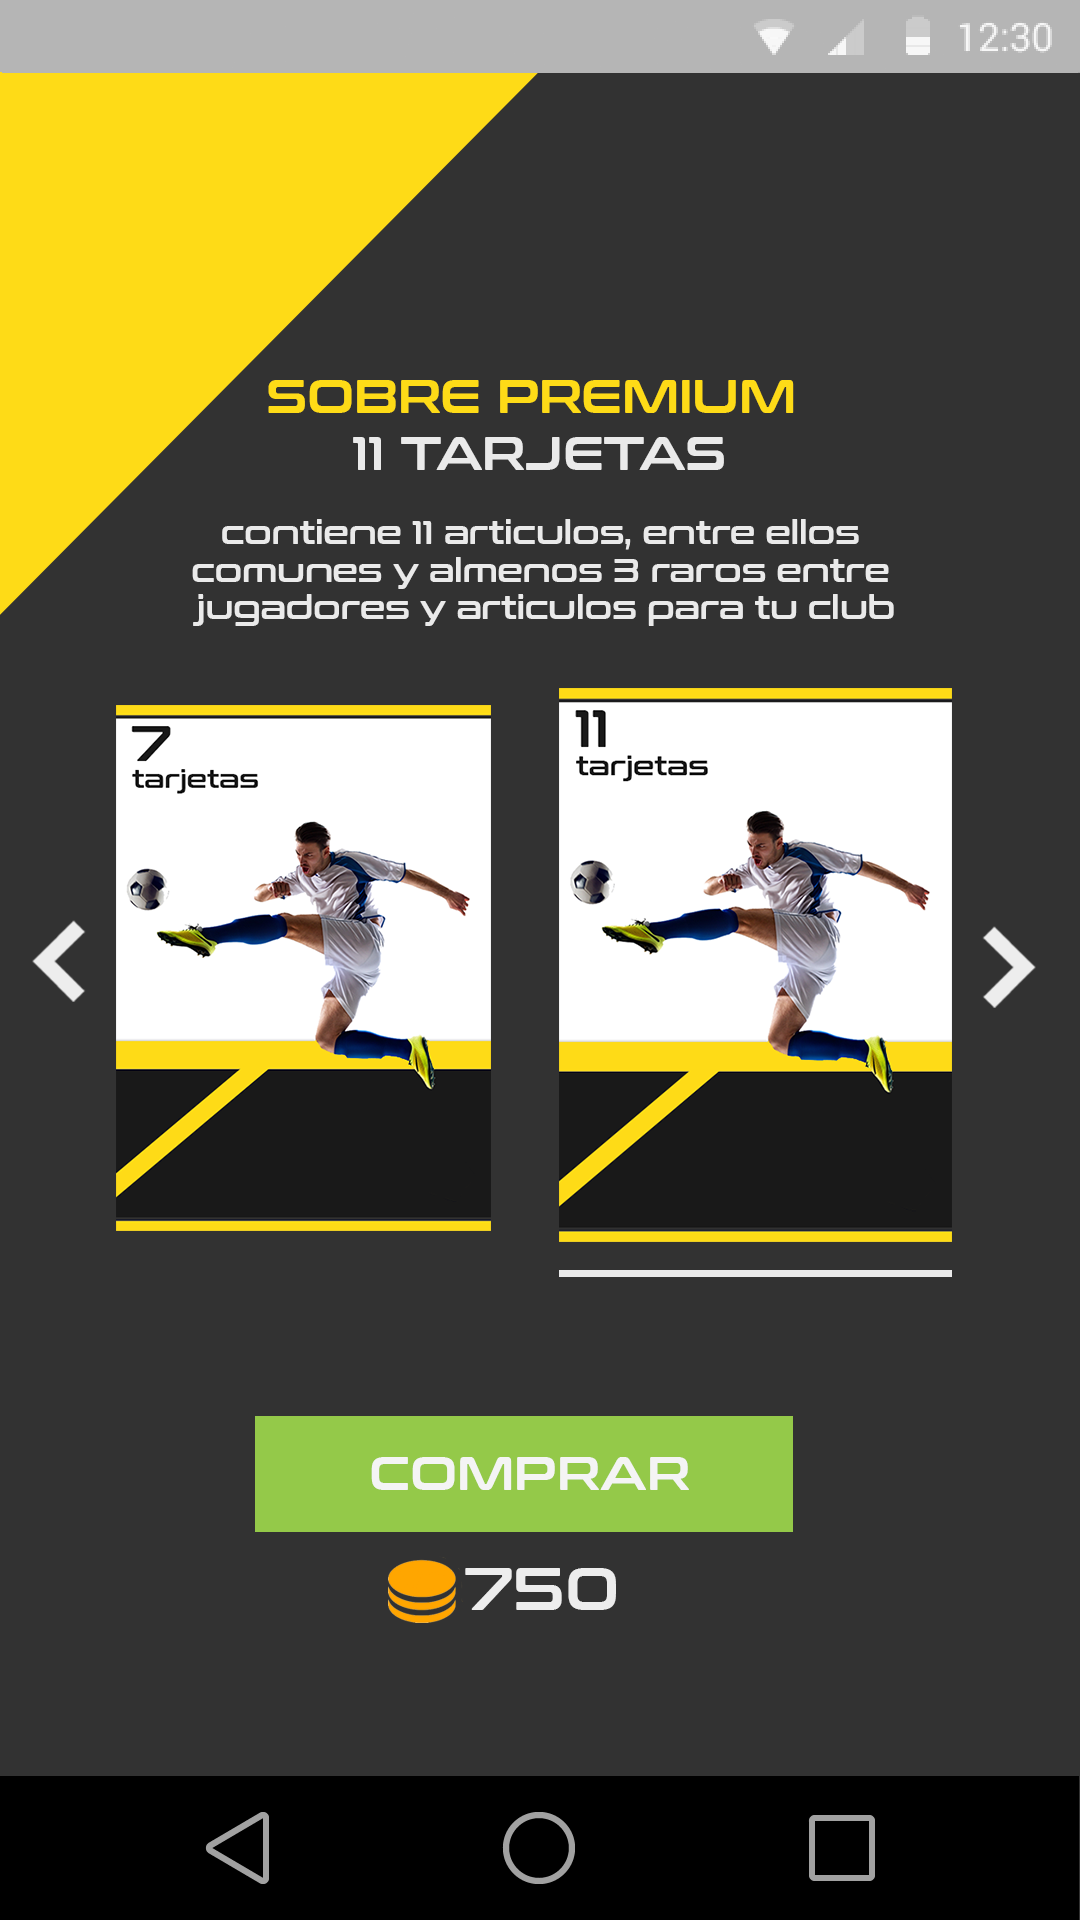 12:30
SOBRE PREMIUM
11 TARJETAS
contiene 11 articulos, entre ellos
comunes y almenos 3 raros entre
jugadores y articulos para tu club
7
tarjetas
11
tarjetas
COMPRAR
750